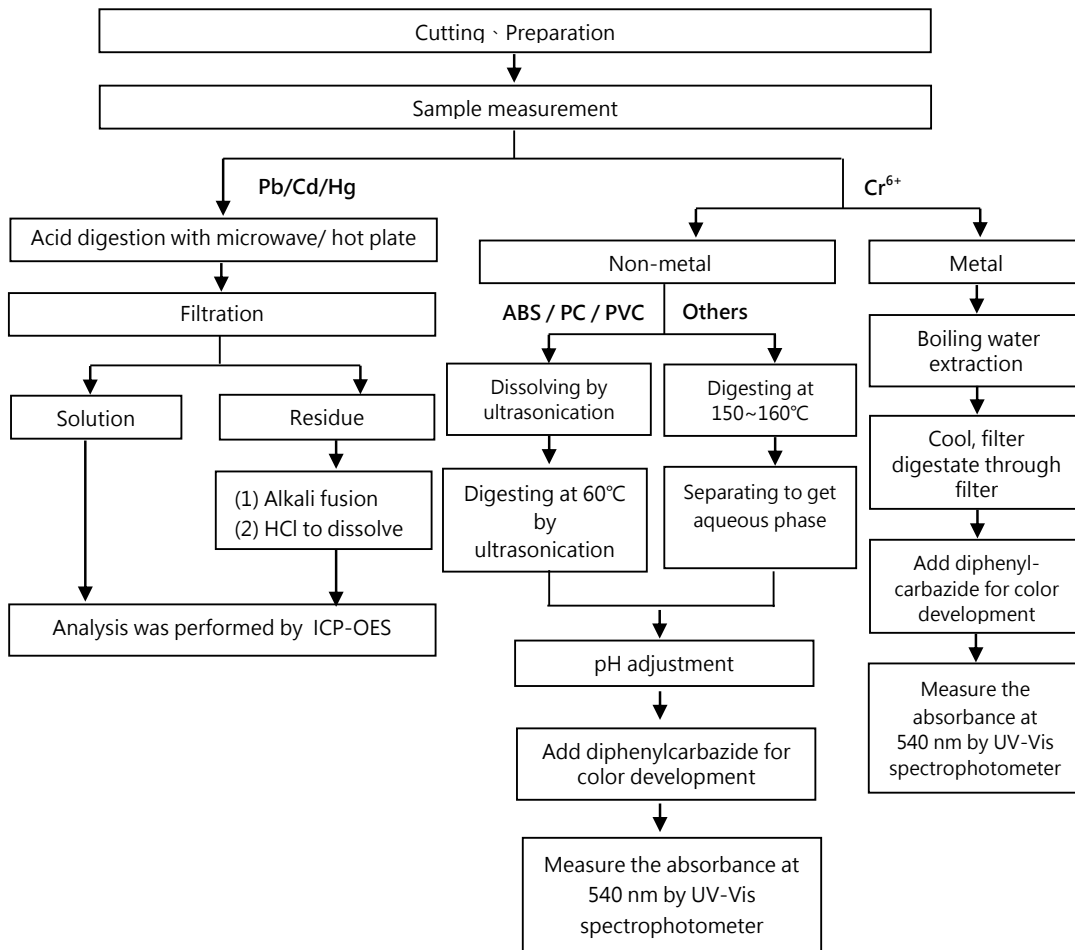 Cutting、Preparation
Sample measurement
Pb/Cd/Hg
Acid digestion with microwave/ hot plate
Filtration
Solution
Residue
(1) Alkali fusion
(2) HCl to dissolve
Analysis was performed by ICP-OES
Cr⁶⁺
Non-metal
ABS / PC / PVC
Others
Dissolving by
ultrasonication
Digesting at 60℃
by
ultrasonication
Digesting at
150~160℃
Separating to get
aqueous phase
pH adjustment
Add diphenylcarbazide for
color development
Measure the absorbance at
540 nm by UV-Vis
spectrophotometer
Metal
Boiling water
extraction
Cool, filter
digestate through
filter
Add diphenyl-
carbazide for color
development
Measure the
absorbance at
540 nm by UV-Vis
spectrophotometer